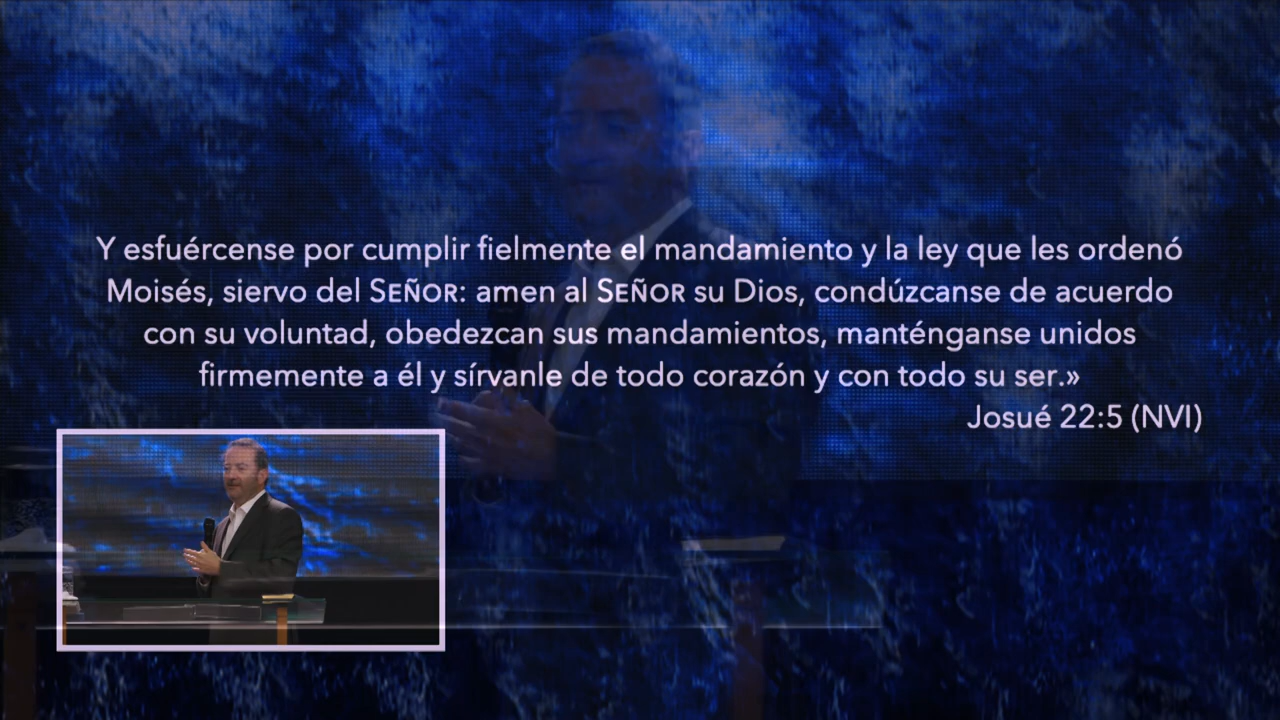 Y esfuércense por cumplir fielmente el mandamiento y la ley que les ordenó
Moisés, siervo del SEÑOR: amen al SEÑOR su Dios, condúzcanse de acuerdo
con su voluntad, obedezcan sus mandamientos, manténganse unidos
firmemente a él y sírvanle de todo corazón y con todo su ser.»
Josué 22:5 (NVI)